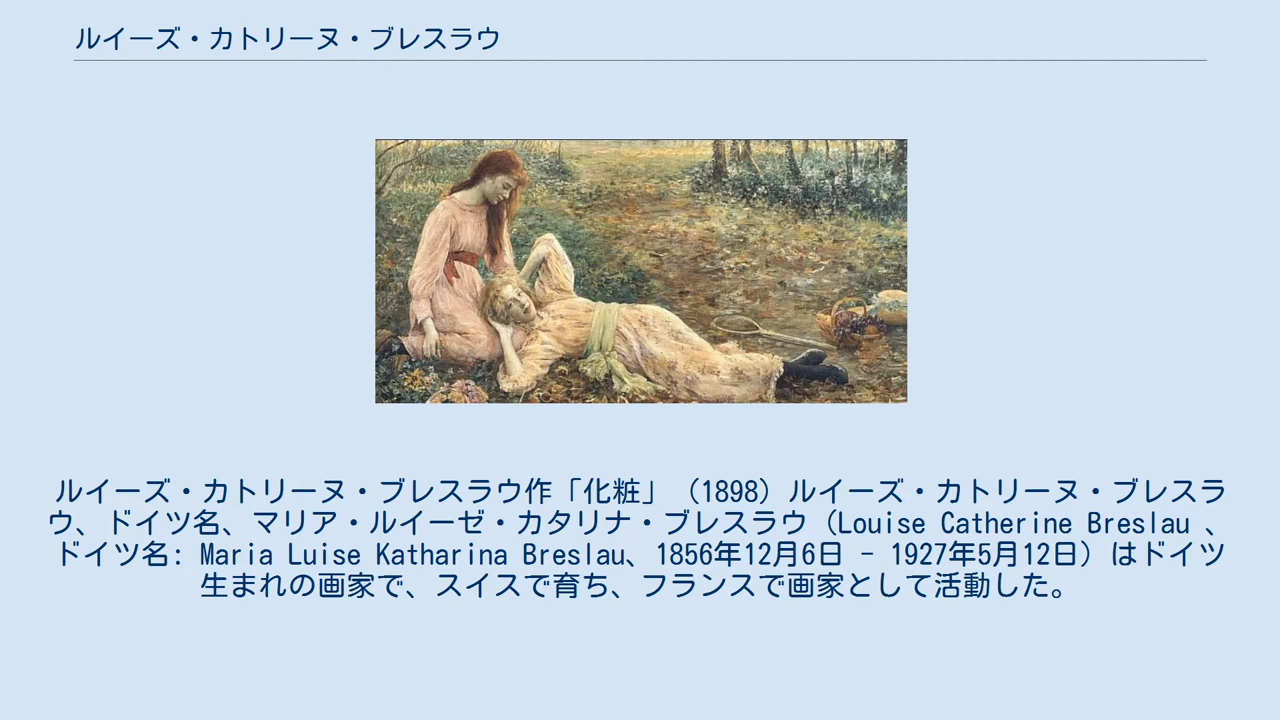 ルイーズ・カトリーヌ・ブレスラウ
ルイーズ・カトリーヌ・ブレスラウ作「化粧」（1898）ルイーズ・カトリーヌ・ブレスラ
ウ、ドイツ名、マリア・ルイーゼ・カタリナ・ブレスラウ（Louise Catherine Breslau 、
ドイツ名: Maria Luise Katharina Breslau、1856年12月6日 – 1927年5月12日）はドイツ
生まれの画家で、スイスで育ち、フランスで画家として活動した。